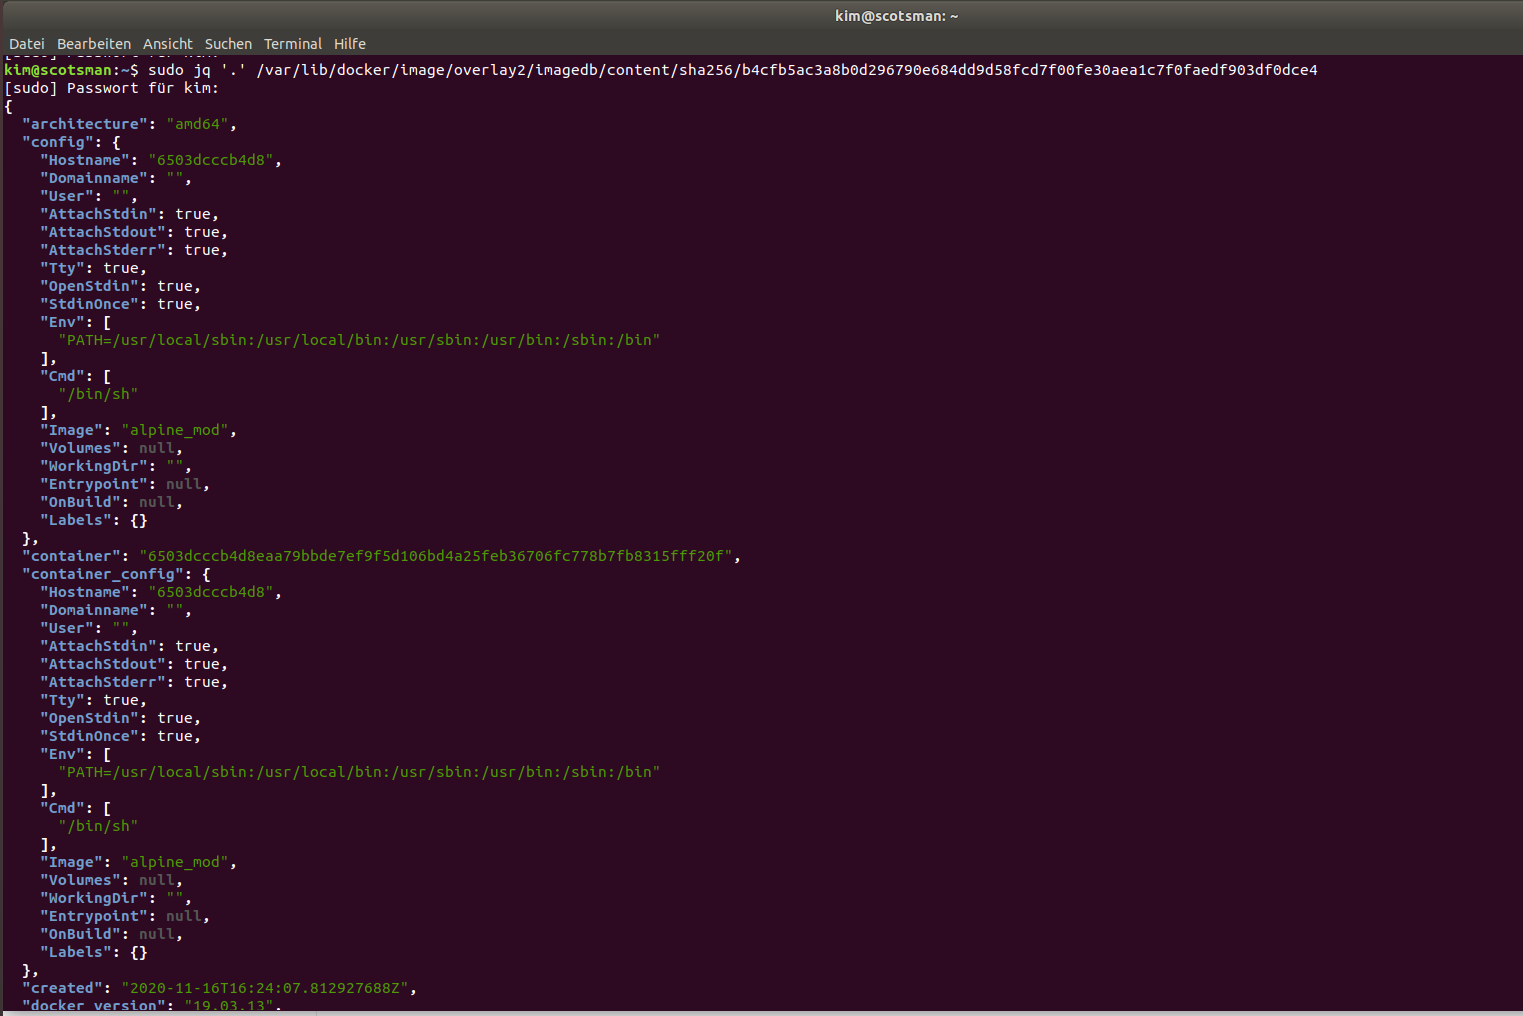 kim@scotsman: ~
Datei Bearbeiten Ansicht Suchen Terminal Hilfe
kim@scotsman:~$ sudo jq '.' /var/lib/docker/image/overlay2/imagedb/content/sha256/b4cfb5ac3a8b0d296790e684dd9d58fcd7f00fe30aea1c7f0faedf903df0dce4
[sudo] Passwort für kim:
{
  "architecture": "amd64",
  "config": {
    "Hostname": "6503dcccb4d8",
    "Domainname": "",
    "User": "",
    "AttachStdin": true,
    "AttachStdout": true,
    "AttachStderr": true,
    "Tty": true,
    "OpenStdin": true,
    "StdinOnce": true,
    "Env": [
      "PATH=/usr/local/sbin:/usr/local/bin:/usr/sbin:/usr/bin:/sbin:/bin"
    ],
    "Cmd": [
      "/bin/sh"
    ],
    "Image": "alpine_mod",
    "Volumes": null,
    "WorkingDir": "",
    "Entrypoint": null,
    "OnBuild": null,
    "Labels": {}
  },
  "container": "6503dcccb4d8eaa79bbde7ef9f5d106bd4a25feb36706fc778b7fb8315fff20f",
  "container_config": {
    "Hostname": "6503dcccb4d8",
    "Domainname": "",
    "User": "",
    "AttachStdin": true,
    "AttachStdout": true,
    "AttachStderr": true,
    "Tty": true,
    "OpenStdin": true,
    "StdinOnce": true,
    "Env": [
      "PATH=/usr/local/sbin:/usr/local/bin:/usr/sbin:/usr/bin:/sbin:/bin"
    ],
    "Cmd": [
      "/bin/sh"
    ],
    "Image": "alpine_mod",
    "Volumes": null,
    "WorkingDir": "",
    "Entrypoint": null,
    "OnBuild": null,
    "Labels": {}
  },
  "created": "2020-11-16T16:24:07.812927688Z",
  "docker_version": "19.03.13",